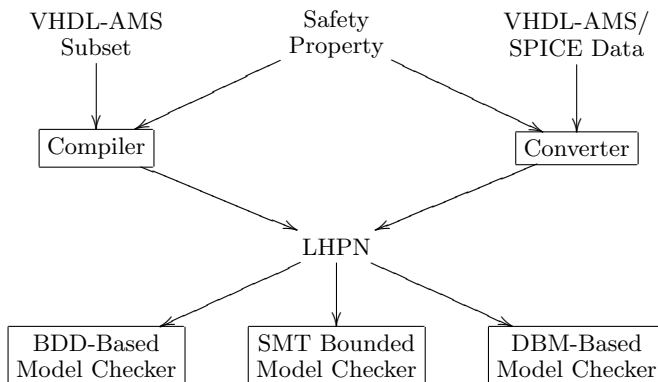 VHDL-AMS
Subset
Safety
Property
VHDL-AMS/
SPICE Data
Compiler
Converter
LHPN
BDD-Based
Model Checker
SMT Bounded
Model Checker
DBM-Based
Model Checker